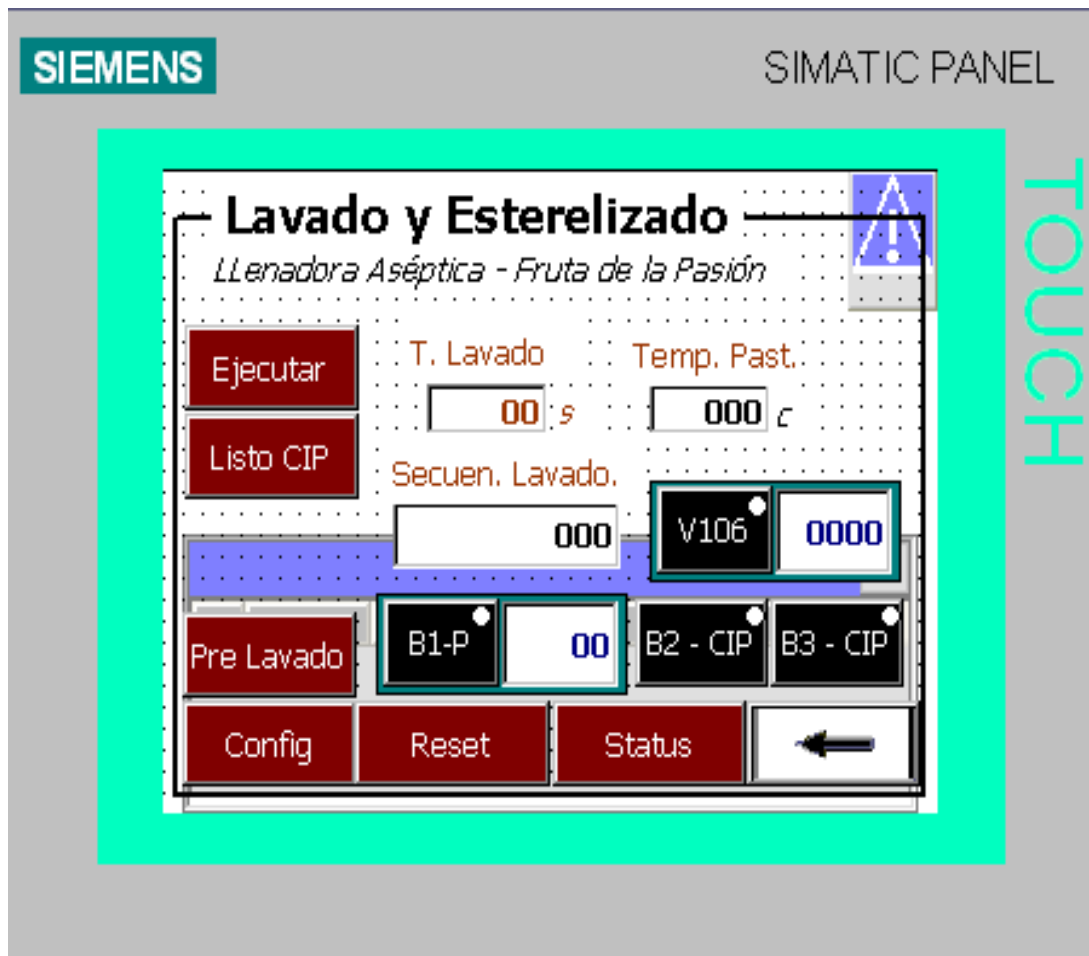 SIEMENS
SIMATIC PANEL
TOUCH
Lavado y Esterelizado
LLenadora Aséptica - Fruta de la Pasión
Ejecutar
T. Lavado
Temp. Past.
00 s
000 c
Listo CIP
Secuen. Lavado.
000
V106
0000
Pre Lavado
B1-P
00
B2 - CIP
B3 - CIP
Config
Reset
Status